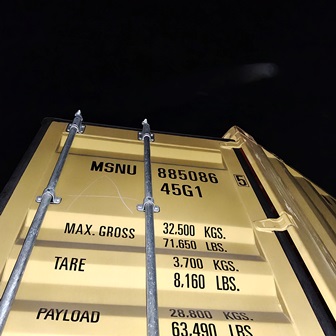 MSNU 885086 5
45G1
MAX. GROSS 32.500 KGS.
71.650 LBS.
TARE 3.700 KGS.
8,160 LBS.
PAYLOAD 28.800 KGS.
63,490 LBS.